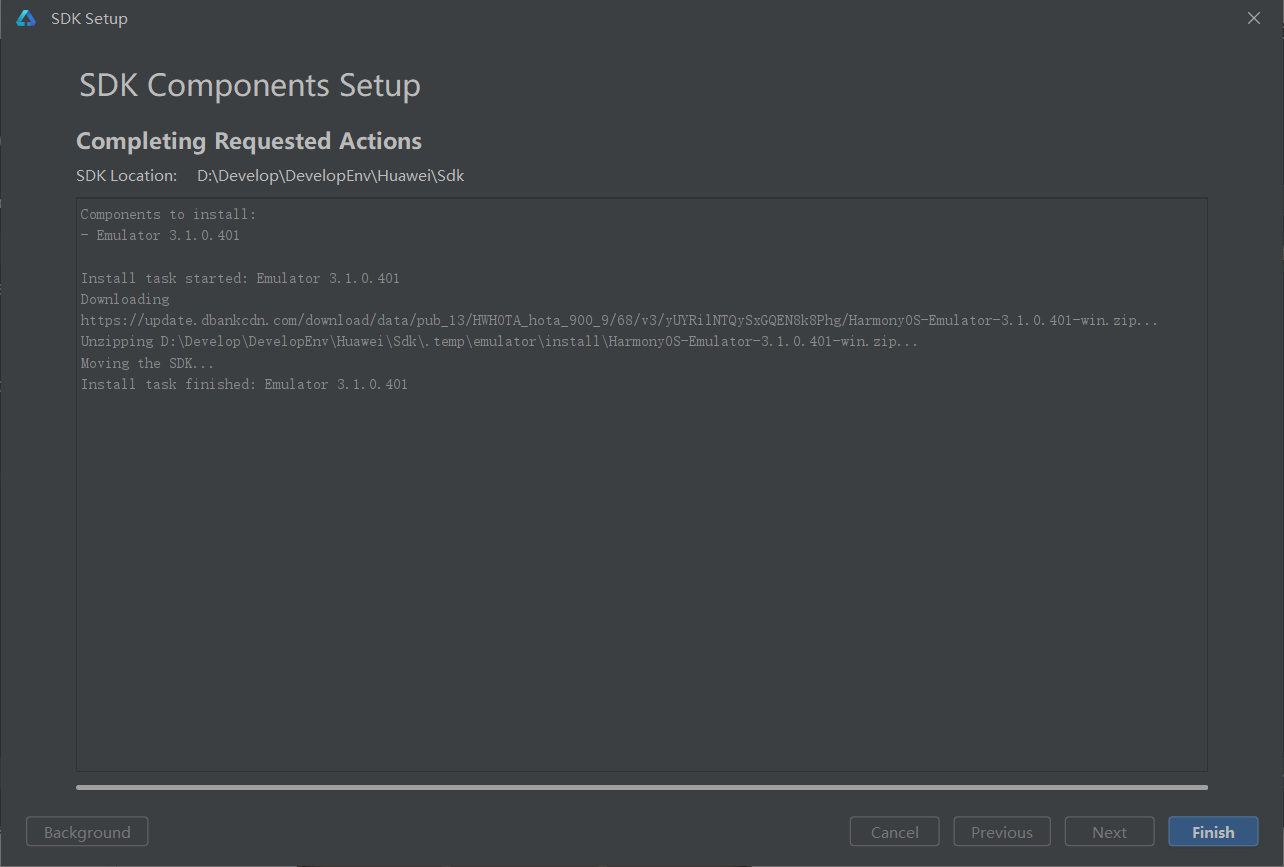 SDK Setup
SDK Components Setup
Completing Requested Actions
SDK Location: D:\Develop\DevelopEnv\Huawei\Sdk
Components to install:
- Emulator 3.1.0.401
Install task started: Emulator 3.1.0.401
Downloading
https://update.dbankcdn.com/download/data/pub_13/HWHOTA_hota_900_9/68/v3/yUYRilNTQySxGQEN8k8Phg/HarmonyOS-Emulator-3.1.0.401-win.zip...
Unzipping D:\Develop\DevelopEnv\Huawei\Sdk\.temp\emulator\install\HarmonyOS-Emulator-3.1.0.401-win.zip...
Moving the SDK...
Install task finished: Emulator 3.1.0.401
Background Cancel Previous Next Finish